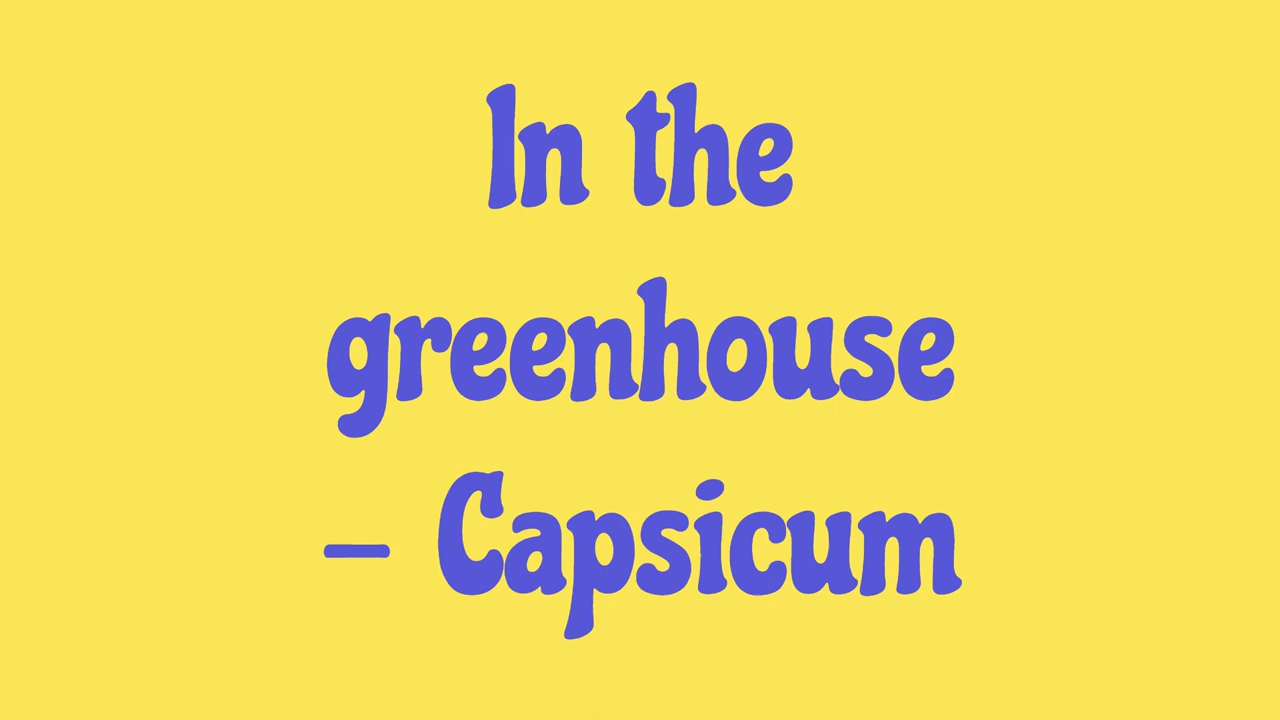 In the
greenhouse
– Capsicum